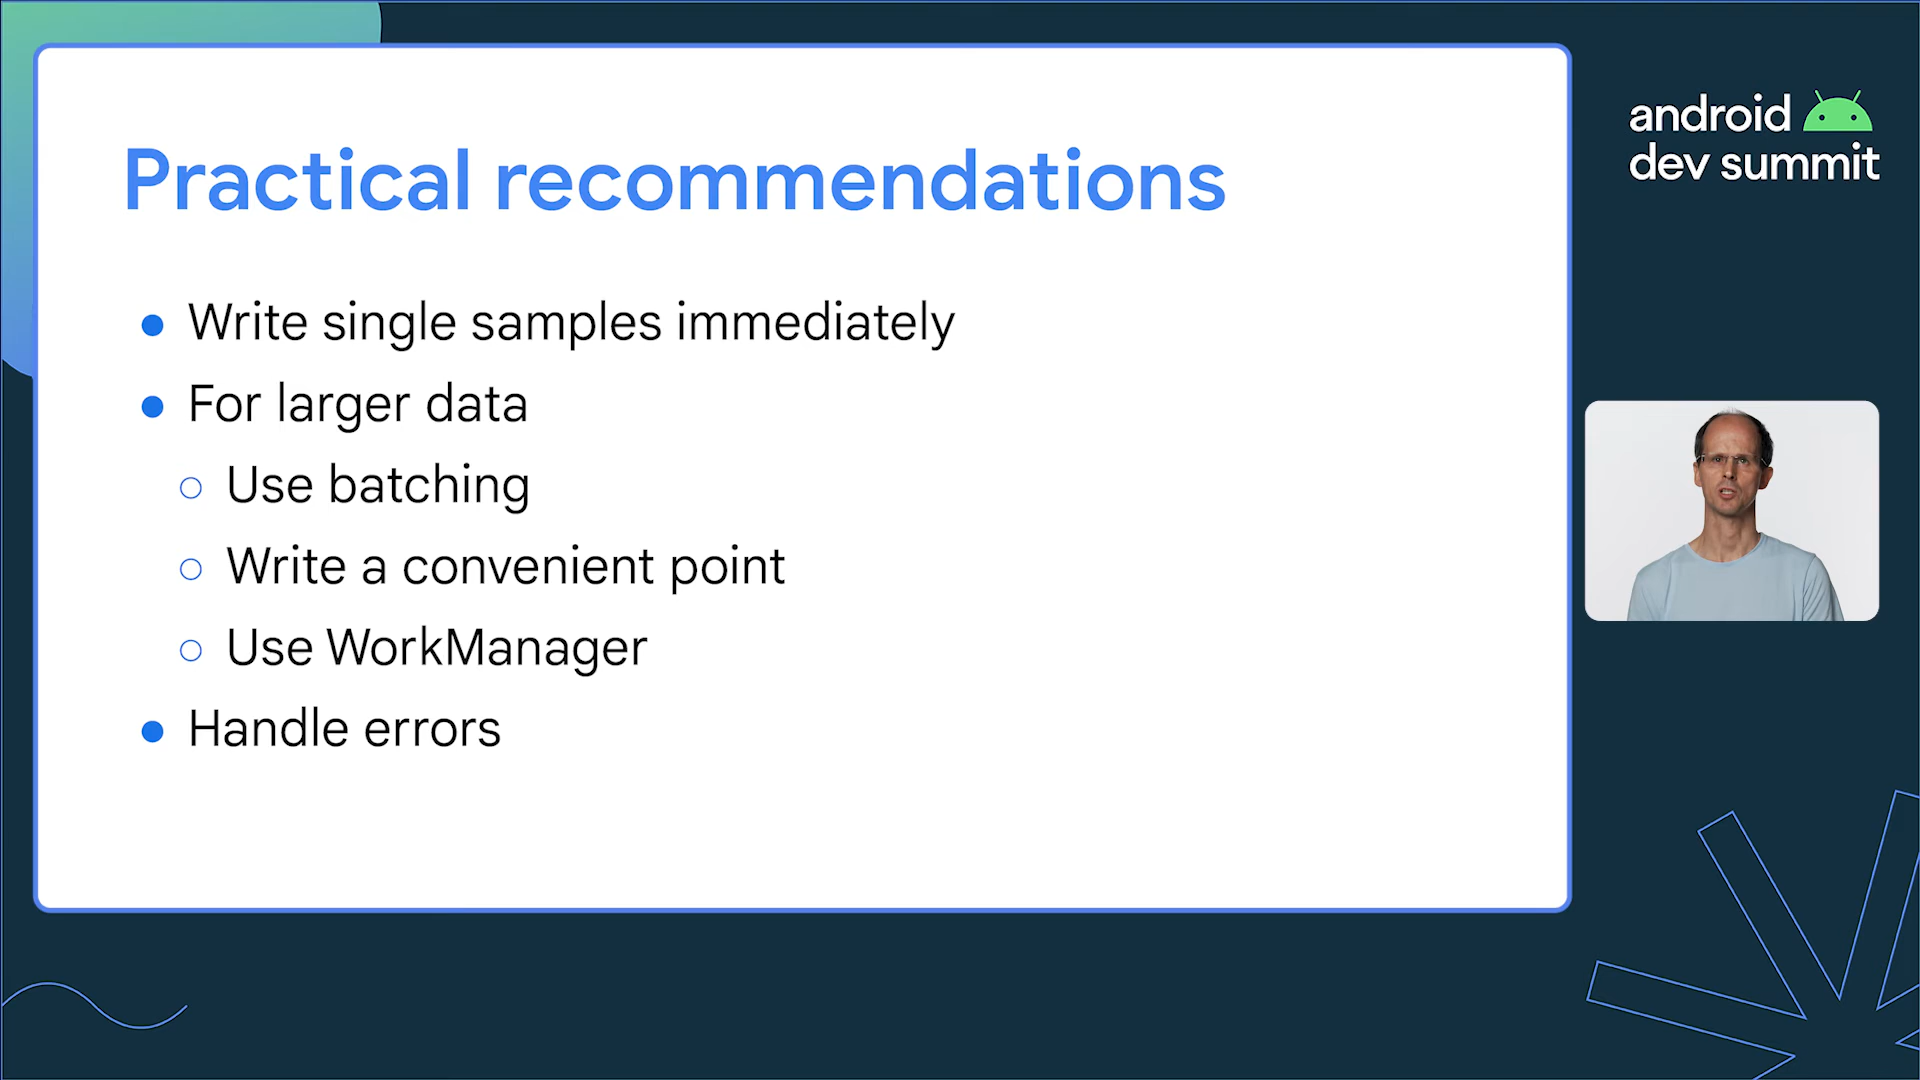 Practical recommendations
● Write single samples immediately
● For larger data
○ Use batching
○ Write a convenient point
○ Use WorkManager
● Handle errors
android
dev summit